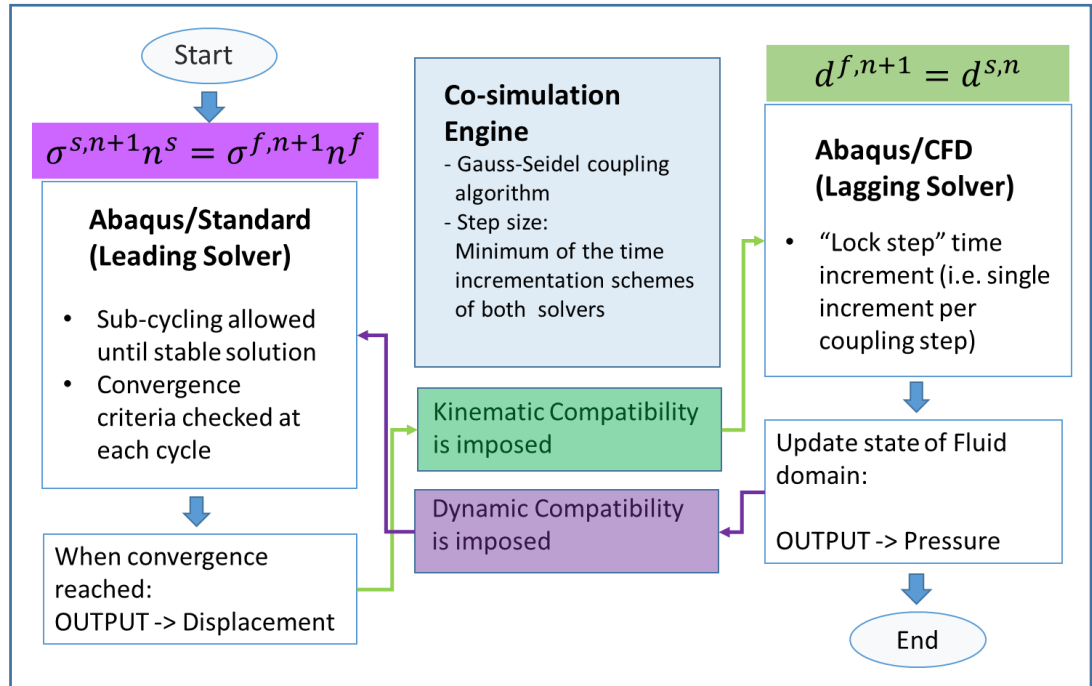 Start
σ^{s,n+1}n^s = σ^{f,n+1}n^f
Abaqus/Standard
(Leading Solver)
• Sub-cycling allowed
until stable solution
• Convergence
criteria checked at
each cycle
When convergence
reached:
OUTPUT -> Displacement
Co-simulation
Engine
- Gauss-Seidel coupling
algorithm
- Step size:
Minimum of the time
incrementation schemes
of both solvers
Kinematic Compatibility
is imposed
Dynamic Compatibility
is imposed
d^{f,n+1} = d^{s,n}
Abaqus/CFD
(Lagging Solver)
• “Lock step” time
increment (i.e. single
increment per
coupling step)
Update state of Fluid
domain:
OUTPUT -> Pressure
End